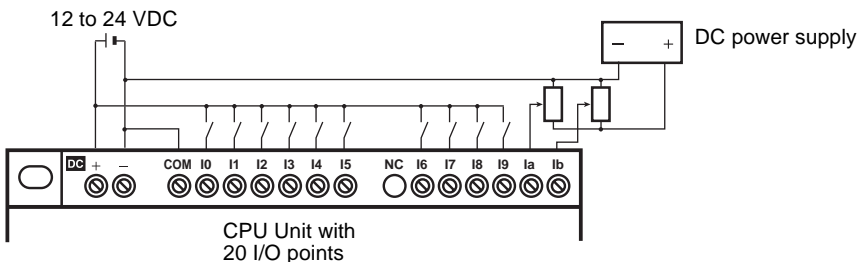 12 to 24 VDC
− + DC power supply
DC + − COM I0 I1 I2 I3 I4 I5 NC I6 I7 I8 I9 Ia Ib
CPU Unit with
20 I/O points